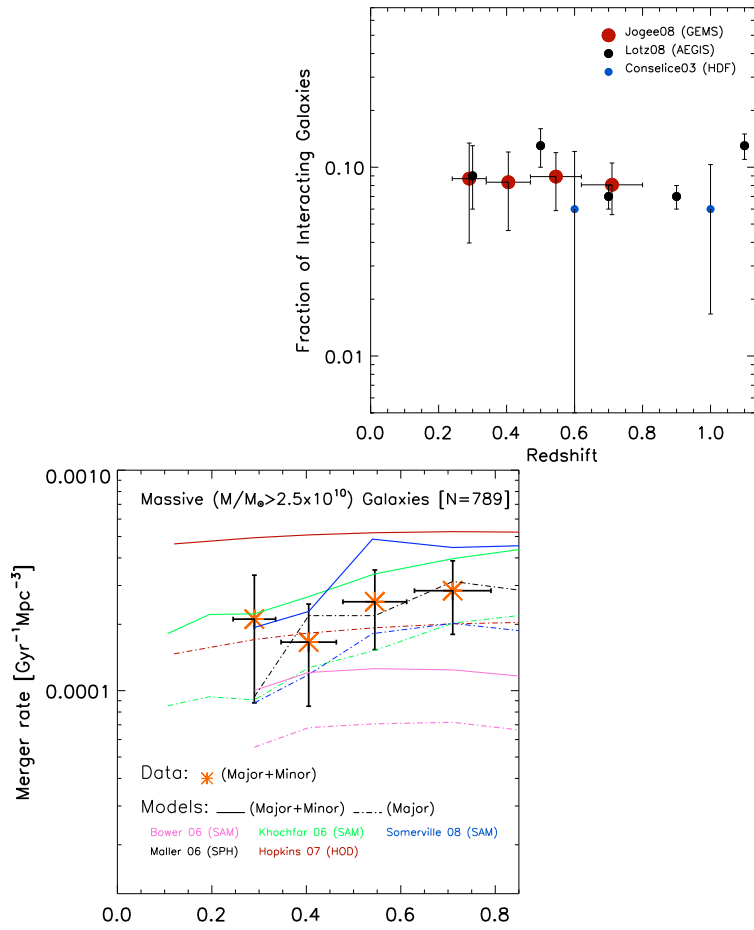 Jogee08 (GEMS)
Lotz08 (AEGIS)
Conselice03 (HDF)
Fraction of Interacting Galaxies
0.10
0.01
0.0 0.2 0.4 0.6 0.8 1.0
Redshift
0.0010
Massive (M/M☉>2.5x10¹⁰) Galaxies [N=789]
Merger rate [Gyr⁻¹Mpc⁻³]
0.0001
Data: (Major+Minor)
Models: (Major+Minor) (Major)
Bower 06 (SAM) Khochfar 06 (SAM) Somerville 08 (SAM)
Maller 06 (SPH) Hopkins 07 (HOD)
0.0 0.2 0.4 0.6 0.8